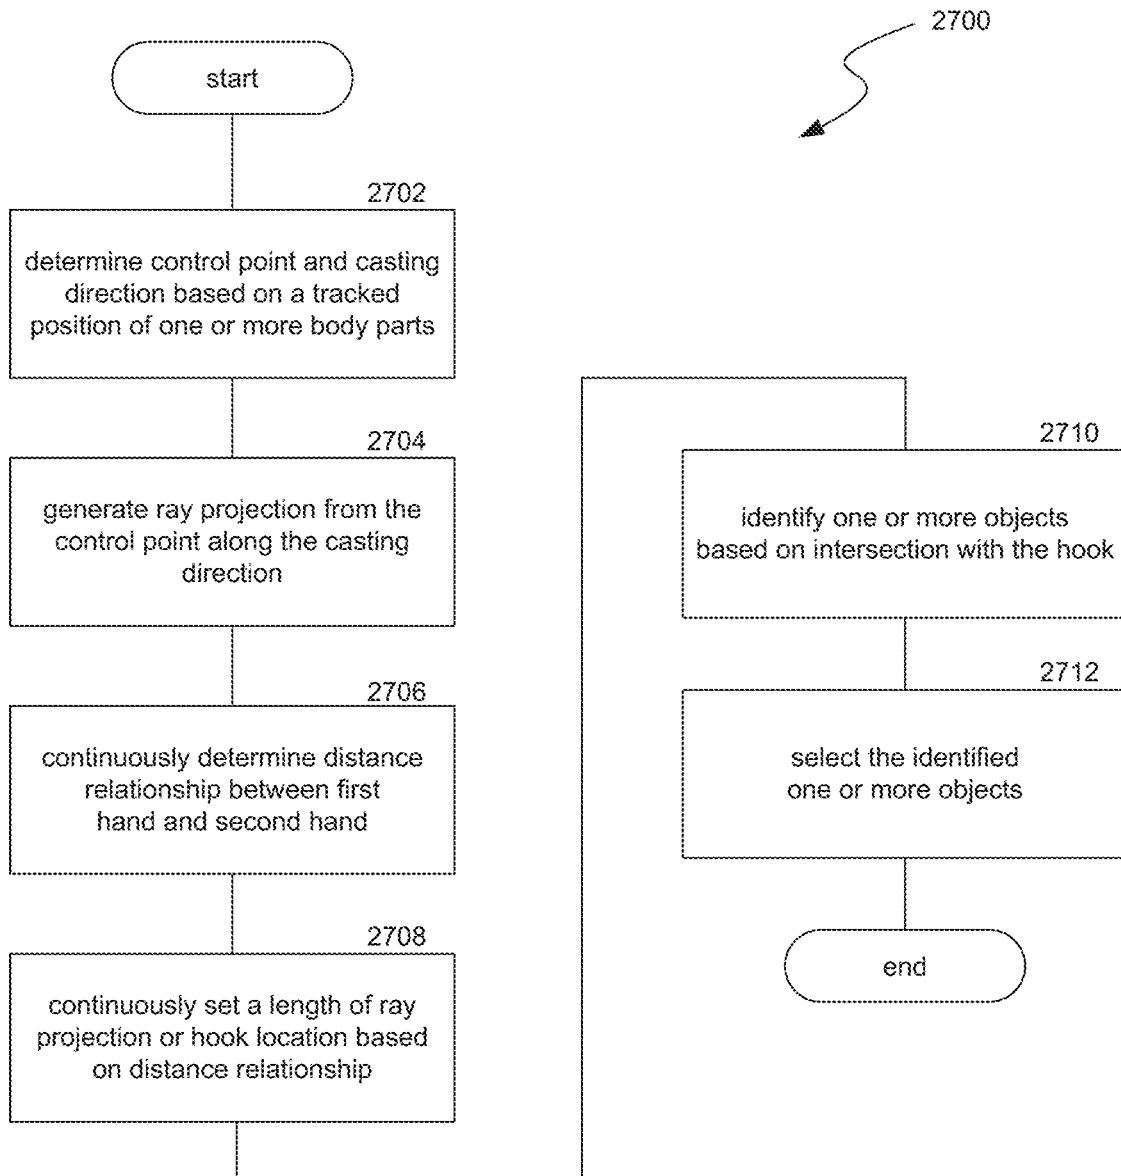 2700
start
2702
determine control point and casting
direction based on a tracked
position of one or more body parts
2704
generate ray projection from the
control point along the casting
direction
2706
continuously determine distance
relationship between first
hand and second hand
2708
continuously set a length of ray
projection or hook location based
on distance relationship
2710
identify one or more objects
based on intersection with the hook
2712
select the identified
one or more objects
end